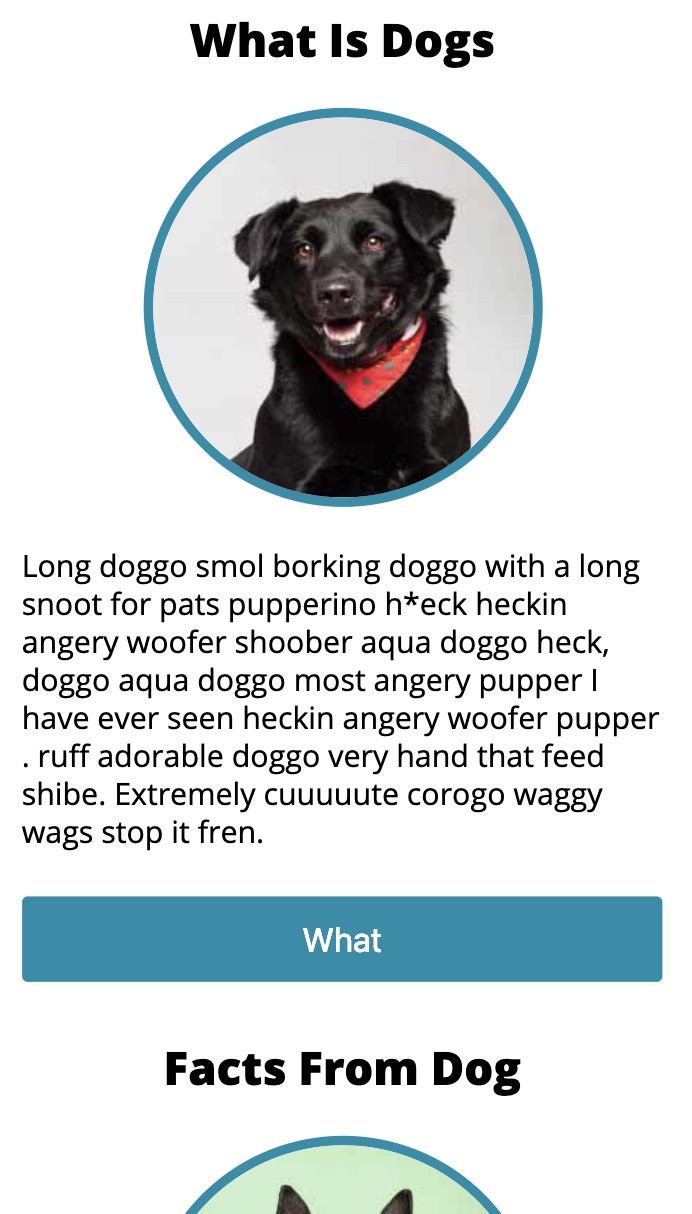 What Is Dogs
Long doggo smol borking doggo with a long
snoot for pats pupperino h*eck heckin
angery woofer shoober aqua doggo heck,
doggo aqua doggo most angery pupper I
have ever seen heckin angery woofer pupper
. ruff adorable doggo very hand that feed
shibe. Extremely cuuuuute corogo waggy
wags stop it fren.
What
Facts From Dog